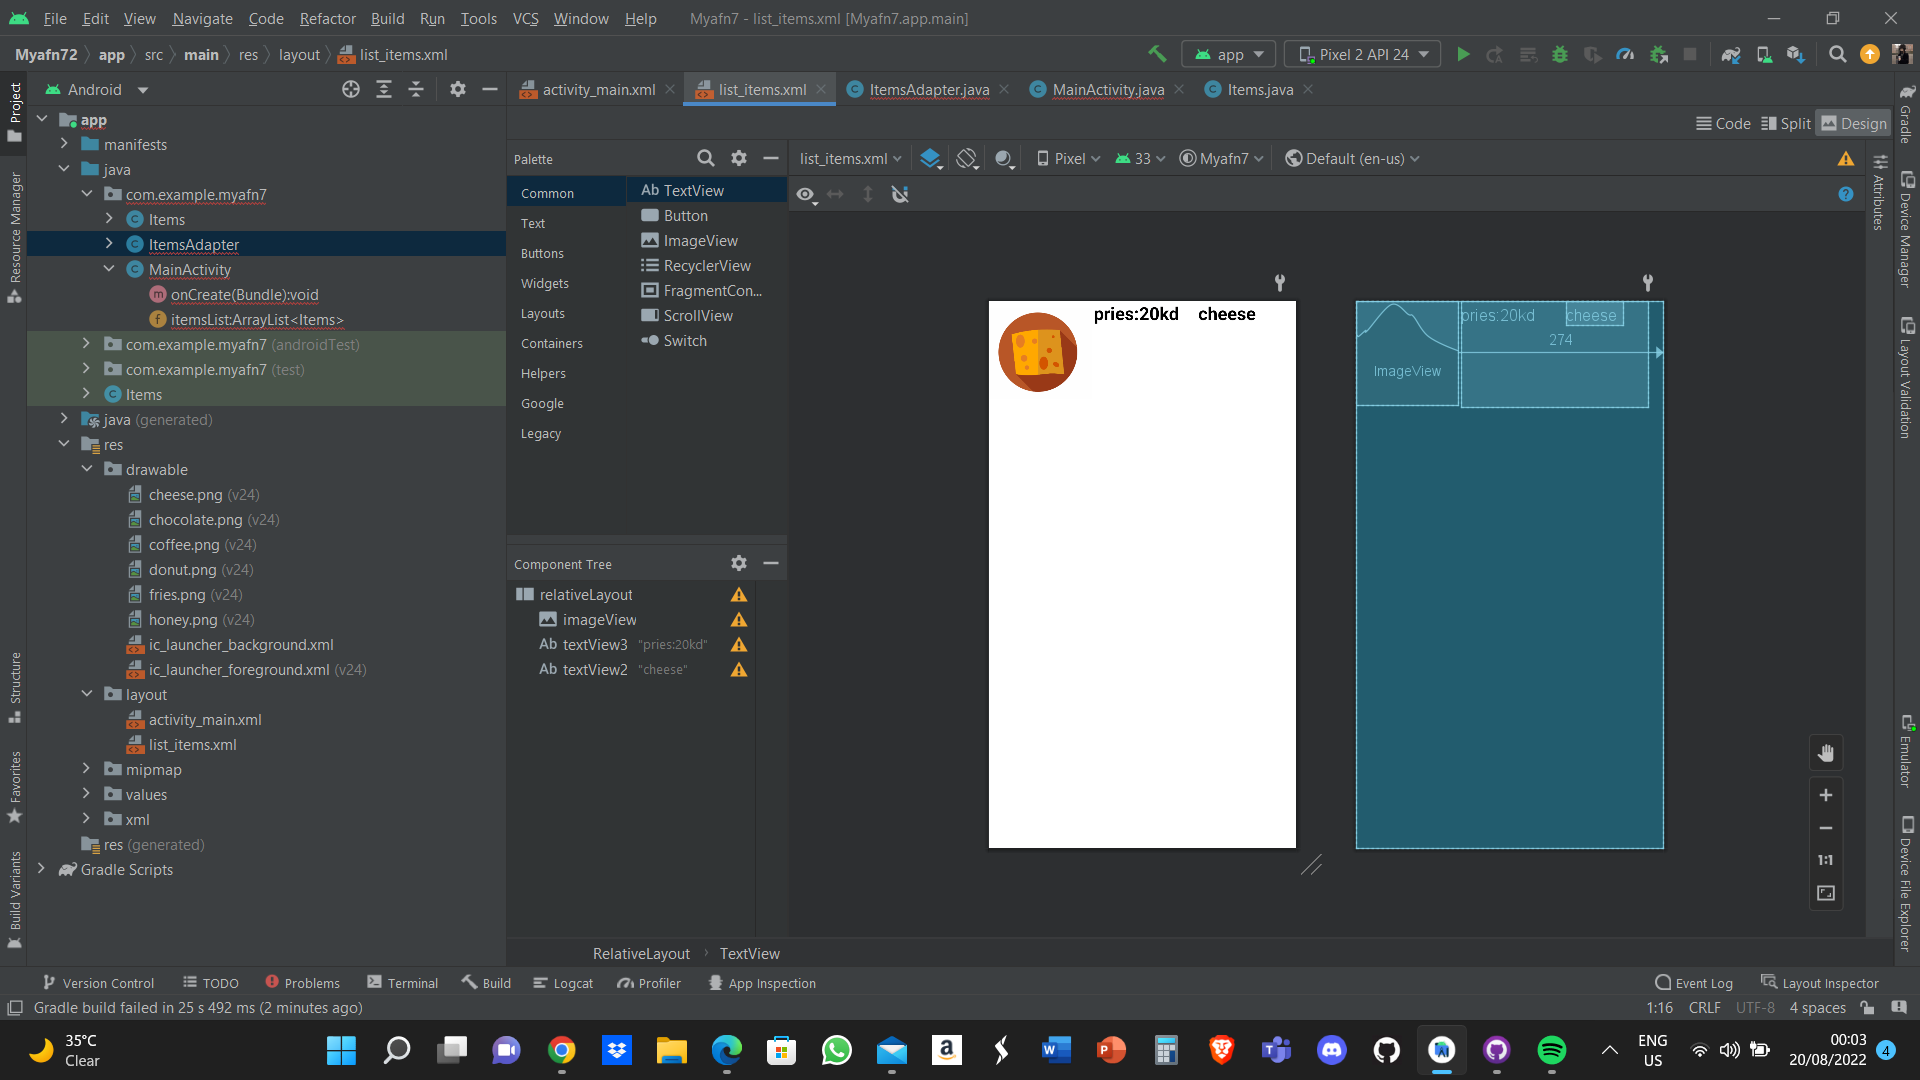 File Edit View Navigate Code Refactor Build Run Tools VCS Window Help Myafn7 - list_items.xml [Myafn7.app.main]
Myafn72 app src main res layout list_items.xml app Pixel 2 API 24
Project Android activity_main.xml list_items.xml ItemsAdapter.java MainActivity.java Items.java Gradle
Code Split Design
Palette list_items.xml Pixel 33 Myafn7 Default (en-us)
app
manifests
java
com.example.myafn7
Items
ItemsAdapter
MainActivity
onCreate(Bundle):void
itemsList:ArrayList<Items>
com.example.myafn7 (androidTest)
com.example.myafn7 (test)
Items
java (generated)
res
drawable
cheese.png (v24)
chocolate.png (v24)
coffee.png (v24)
donut.png (v24)
fries.png (v24)
honey.png (v24)
ic_launcher_background.xml
ic_launcher_foreground.xml (v24)
layout
activity_main.xml
list_items.xml
mipmap
values
xml
res (generated)
Gradle Scripts
Resource Manager
Structure
Favorites
Build Variants
Common
Text
Buttons
Widgets
Layouts
Containers
Helpers
Google
Legacy
Ab TextView
Button
ImageView
RecyclerView
FragmentCon...
ScrollView
Switch
Component Tree
relativeLayout
imageView
Ab textView3 "pries:20kd"
Ab textView2 "cheese"
pries:20kd cheese
pries:20kd cheese
274
ImageView
1:1
Attributes
Device Manager
Layout Validation
Emulator
Device File Explorer
RelativeLayout TextView
Version Control TODO Problems Terminal Build Logcat Profiler App Inspection Event Log Layout Inspector
Gradle build failed in 25 s 492 ms (2 minutes ago) 1:16 CRLF UTF-8 4 spaces
35°C
Clear
ENG
US
00:03
20/08/2022
4